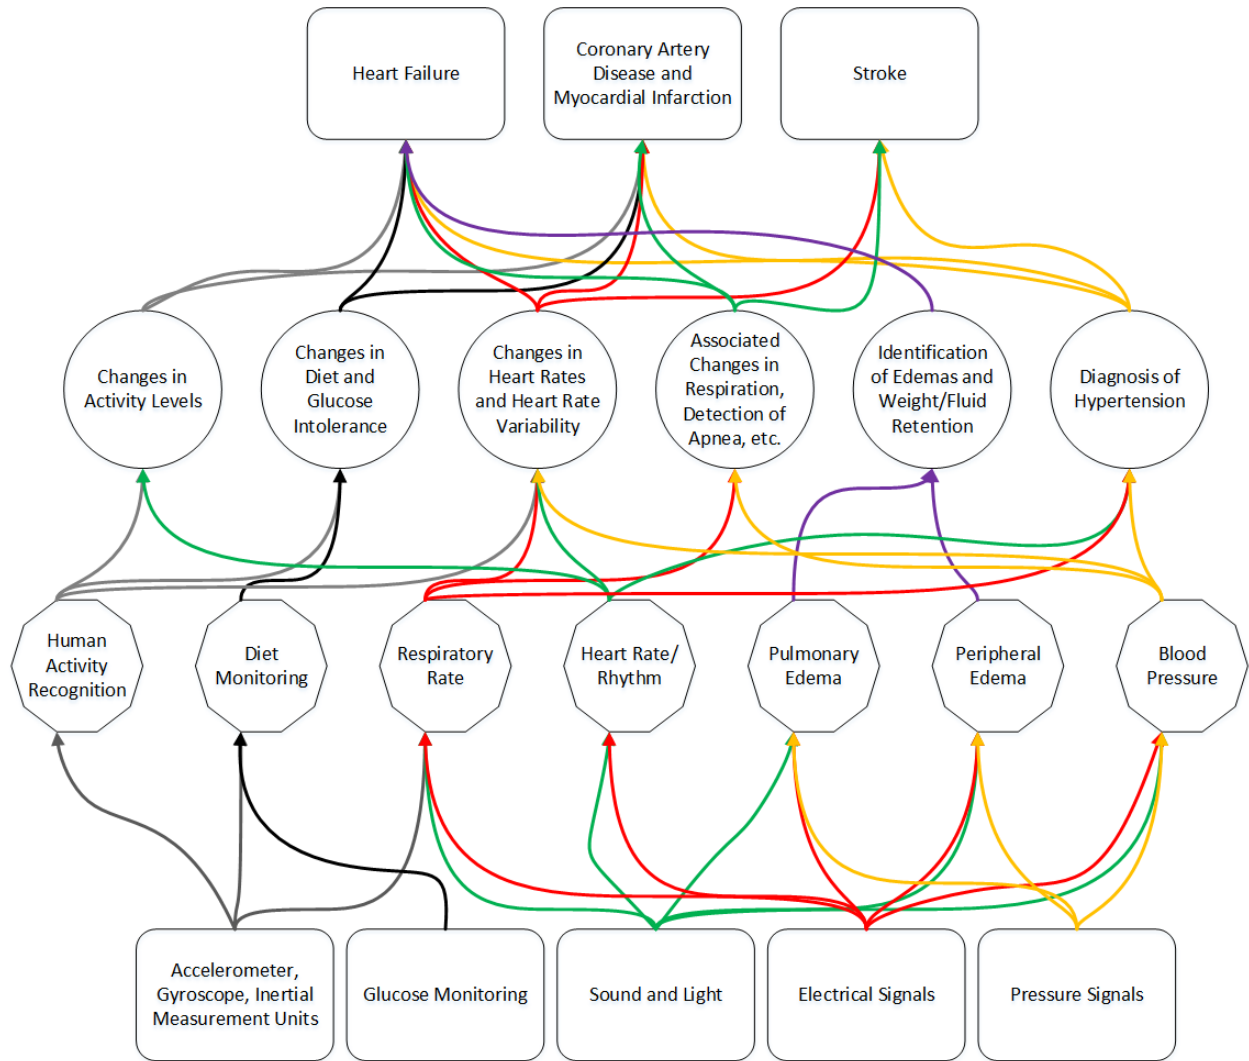 Heart Failure
Coronary Artery
Disease and
Myocardial Infarction
Stroke
Changes in
Activity Levels
Changes in
Diet and
Glucose
Intolerance
Changes in
Heart Rates
and Heart Rate
Variability
Associated
Changes in
Respiration,
Detection of
Apnea, etc.
Identification
of Edemas and
Weight/Fluid
Retention
Diagnosis of
Hypertension
Human
Activity
Recognition
Diet
Monitoring
Respiratory
Rate
Heart Rate/
Rhythm
Pulmonary
Edema
Peripheral
Edema
Blood
Pressure
Accelerometer,
Gyroscope, Inertial
Measurement Units
Glucose Monitoring
Sound and Light
Electrical Signals
Pressure Signals